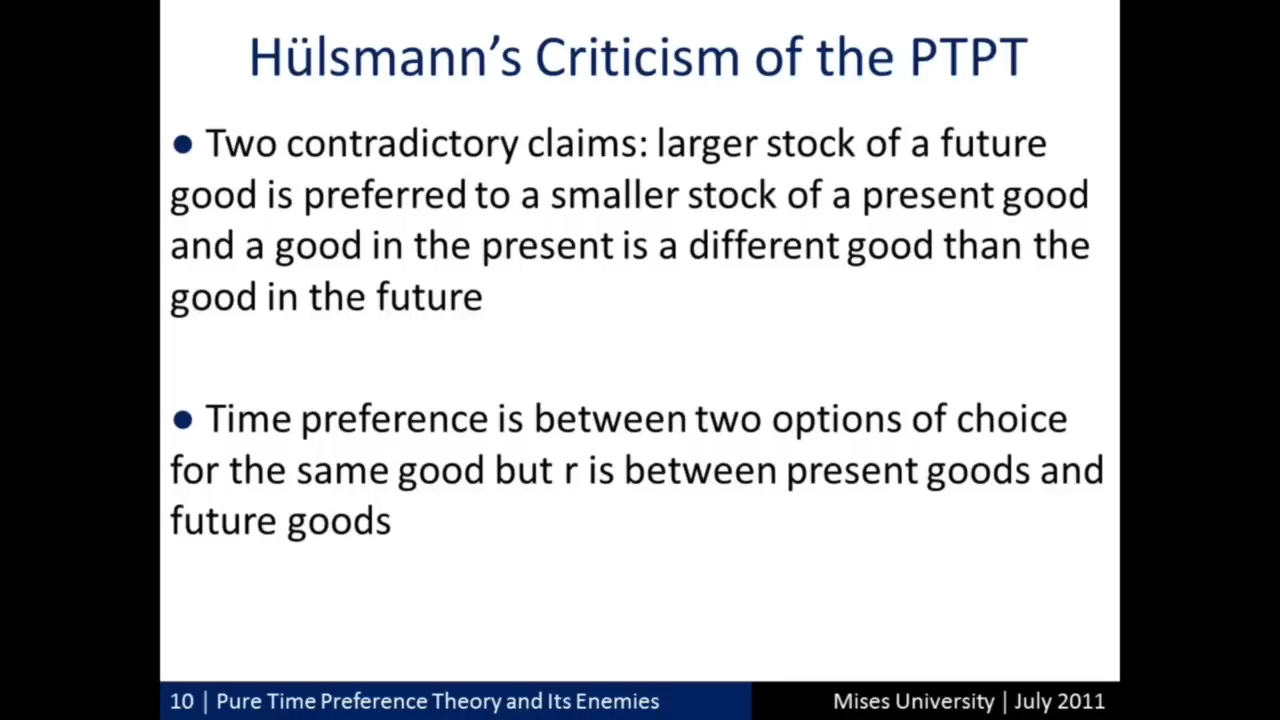 Hülsmann's Criticism of the PTPT
● Two contradictory claims: larger stock of a future
good is preferred to a smaller stock of a present good
and a good in the present is a different good than the
good in the future
● Time preference is between two options of choice
for the same good but r is between present goods and
future goods
10 | Pure Time Preference Theory and Its Enemies
Mises University | July 2011